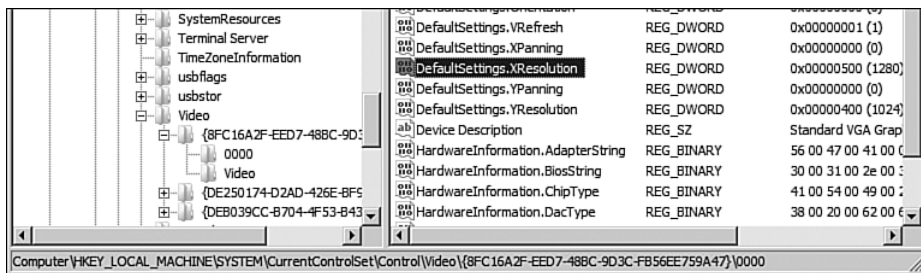 SystemResources
Terminal Server
TimeZoneInformation
usbflags
usbstor
Video
{8FC16A2F-EED7-48BC-9D3
0000
Video
{DE250174-D2AD-426E-BF9
{DEB039CC-B704-4F53-B43
DefaultSettings.VRefresh REG_DWORD 0x00000001 (1)
DefaultSettings.XPanning REG_DWORD 0x00000000 (0)
DefaultSettings.XResolution REG_DWORD 0x00000500 (1280)
DefaultSettings.YPanning REG_DWORD 0x00000000 (0)
DefaultSettings.YResolution REG_DWORD 0x00000400 (1024)
ab Device Description REG_SZ Standard VGA Grap
HardwareInformation.AdapterString REG_BINARY 56 00 47 00 41 00
HardwareInformation.BiosString REG_BINARY 30 00 31 00 2e 00
HardwareInformation.ChipType REG_BINARY 41 00 54 00 49 00
HardwareInformation.DacType REG_BINARY 38 00 20 00 62 00
Computer\HKEY_LOCAL_MACHINE\SYSTEM\CurrentControlSet\Control\Video\{8FC16A2F-EED7-48BC-9D3C-FB56EE759A47}\0000